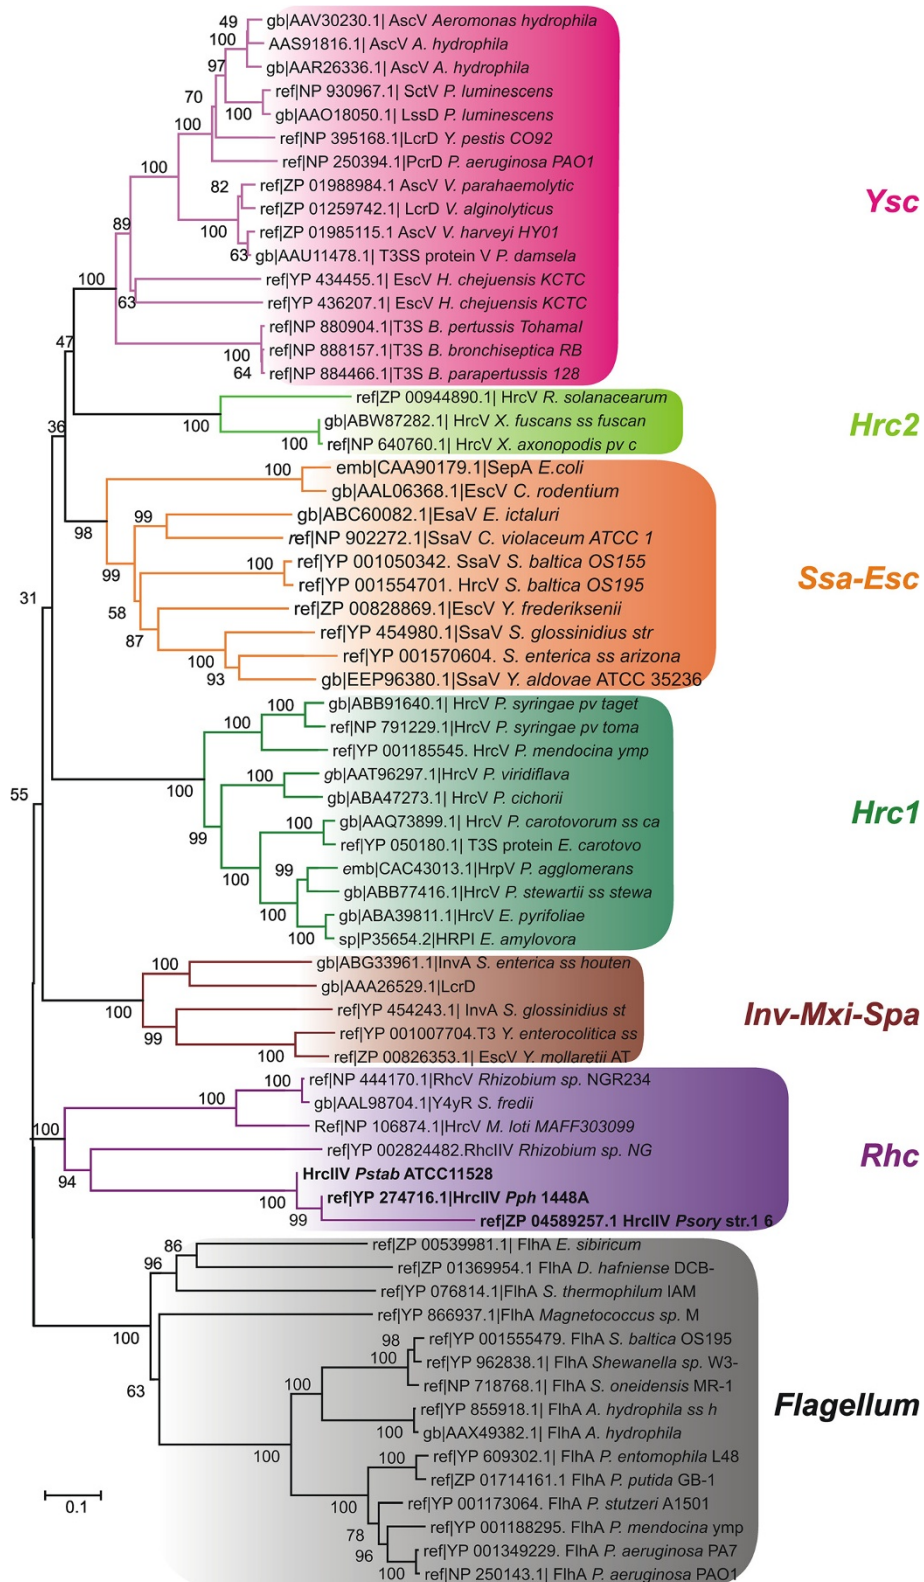 49
gb|AAV30230.1| AscV Aeromonas hydrophila
100
AAS91816.1| AscV A. hydrophila
97
gb|AAR26336.1| AscV A. hydrophila
ref|NP 930967.1| SctV P. luminescens
70
100
gb|AAO18050.1| LssD P. luminescens
100
ref|NP 395168.1|LcrD Y. pestis CO92
ref|NP 250394.1|PcrD P. aeruginosa PAO1
100
82
ref|ZP 01988984.1 AscV V. parahaemolytic
Ysc
ref|ZP 01259742.1| LcrD V. alginolyticus
89
100
ref|ZP 01985115.1 AscV V. harveyi HY01
63
gb|AAU11478.1| T3SS protein V P. damsela
100
ref|YP 434455.1| EscV H. chejuensis KCTC
63
ref|YP 436207.1| EscV H. chejuensis KCTC
ref|NP 880904.1|T3S B. pertussis TohamaI
47
100
ref|NP 888157.1|T3S B. bronchiseptica RB
64
ref|NP 884466.1|T3S B. parapertussis 128
ref|ZP 00944890.1| HrcV R. solanacearum
100
gb|ABW87282.1| HrcV X. fuscans ss fuscan
Hrc2
36
100
ref|NP 640760.1| HrcV X. axonopodis pv c
100
emb|CAA90179.1|SepA E.coli
gb|AAL06368.1|EscV C. rodentium
98
99
gb|ABC60082.1|EsaV E. ictaluri
ref|NP 902272.1|SsaV C. violaceum ATCC 1
99
100
ref|YP 001050342. SsaV S. baltica OS155
Ssa-Esc
ref|YP 001554701. HrcV S. baltica OS195
31
58
ref|ZP 00828869.1|EscV Y. frederiksenii
87
ref|YP 454980.1|SsaV S. glossinidius str
100
ref|YP 001570604. S. enterica ss arizona
93
gb|EEP96380.1|SsaV Y. aldovae ATCC 35236
gb|ABB91640.1| HrcV P. syringae pv taget
100
100
ref|NP 791229.1|HrcV P. syringae pv toma
ref|YP 001185545. HrcV P. mendocina ymp
100
100
gb|AAT96297.1|HrcV P. viridiflava
55
gb|ABA47273.1| HrcV P. cichorii
Hrc1
99
100
gb|AAQ73899.1| HrcV P. carotovorum ss ca
ref|YP 050180.1| T3S protein E. carotovo
100
99
emb|CAC43013.1|HrpV P. agglomerans
gb|ABB77416.1|HrcV P. stewartii ss stewa
100
gb|ABA39811.1|HrcV E. pyrifoliae
100
sp|P35654.2|HRPI E. amylovora
100
gb|ABG33961.1|InvA S. enterica ss houten
gb|AAA26529.1|LcrD
100
ref|YP 454243.1| InvA S. glossinidius st
Inv-Mxi-Spa
99
ref|YP 001007704.T3 Y. enterocolitica ss
100
ref|ZP 00826353.1| EscV Y. mollaretii AT
100
ref|NP 444170.1|RhcV Rhizobium sp. NGR234
100
gb|AAL98704.1|Y4yR S. fredii
100
Ref|NP 106874.1|HrcV M. loti MAFF303099
ref|YP 002824482.RhcIIV Rhizobium sp. NG
Rhc
94
HrcIIV Pstab ATCC11528
100
ref|YP 274716.1|HrcIIV Pph 1448A
99
ref|ZP 04589257.1 HrcIIV Psory str.1 6
86
ref|ZP 00539981.1| FlhA E. sibiricum
96
ref|ZP 01369954.1 FlhA D. hafniense DCB-
ref|YP 076814.1|FlhA S. thermophilum IAM
100
ref|YP 866937.1|FlhA Magnetococcus sp. M
98
ref|YP 001555479. FlhA S. baltica OS195
100
ref|YP 962838.1| FlhA Shewanella sp. W3-
63
100
ref|NP 718768.1| FlhA S. oneidensis MR-1
Flagellum
ref|YP 855918.1| FlhA A. hydrophila ss h
100
gb|AAX49382.1| FlhA A. hydrophila
100
100
ref|YP 609302.1| FlhA P. entomophila L48
ref|ZP 01714161.1 FlhA P. putida GB-1
0.1
100
ref|YP 001173064. FlhA P. stutzeri A1501
78
ref|YP 001188295. FlhA P. mendocina ymp
96
ref|YP 001349229. FlhA P. aeruginosa PA7
100
ref|NP 250143.1| FlhA P. aeruginosa PAO1